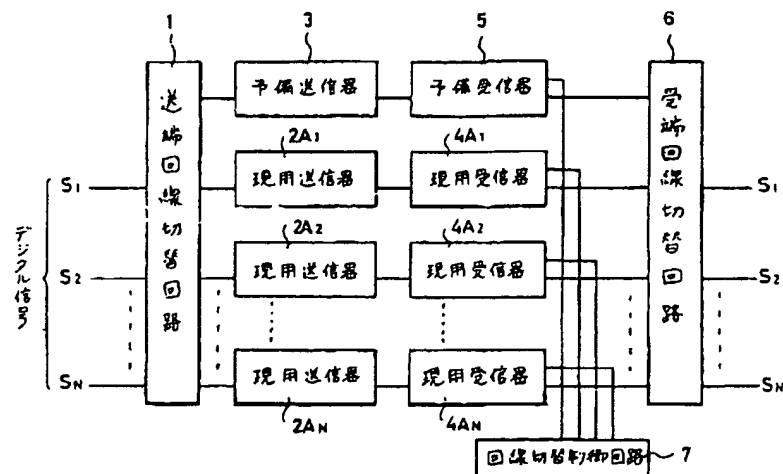 1
3
5
6
送端回線切替回路
予備送信器
予備受信器
受端回線切替回路
2A1
4A1
現用送信器
現用受信器
S1
S1
2A2
4A2
現用送信器
現用受信器
S2
S2
デジタル信号
現用送信器
現用受信器
SN
SN
2AN
4AN
回線切替制御回路
7